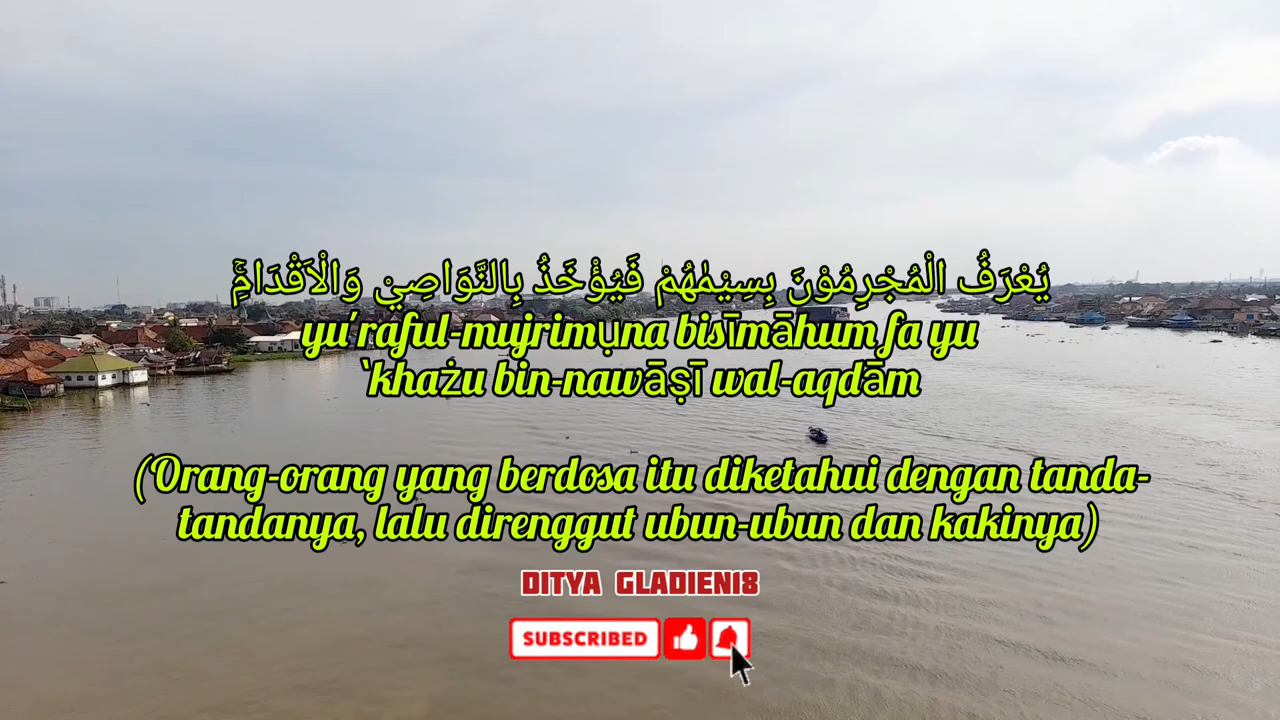 يُعْرَفُ الْمُجْرِمُوْنَ بِسِيْمٰهُمْ فَيُؤْخَذُ بِالنَّوَاصِيْ وَالْاَقْدَامِۚ
yu'raful-mujrimụna bisīmāhum fa yu
`khażu bin-nawāṣī wal-aqdām
(Orang-orang yang berdosa itu diketahui dengan tanda-
tandanya, lalu direnggut ubun-ubun dan kakinya)
DITYA GLADIEN18
SUBSCRIBED